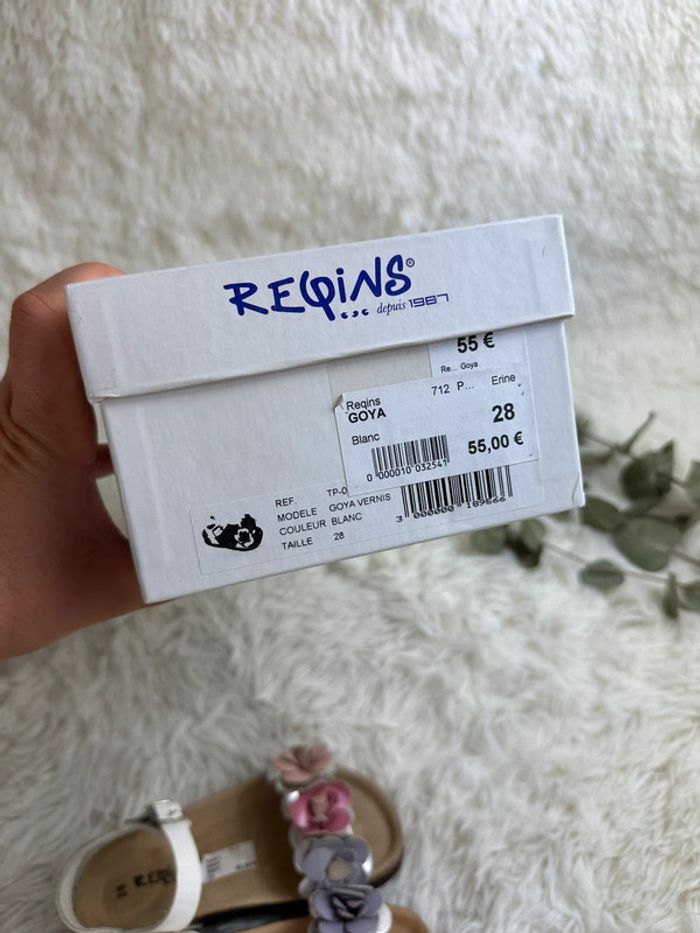 REQINS®
depuis 1987
55 €
Re... Goya
712 P... Erine
Reqins
GOYA
28
Blanc
55,00 €
0 000010 032541
REF. TP-0
MODELE GOYA VERNIS
COULEUR BLANC
TAILLE 28
3 000000 189566
REQINS